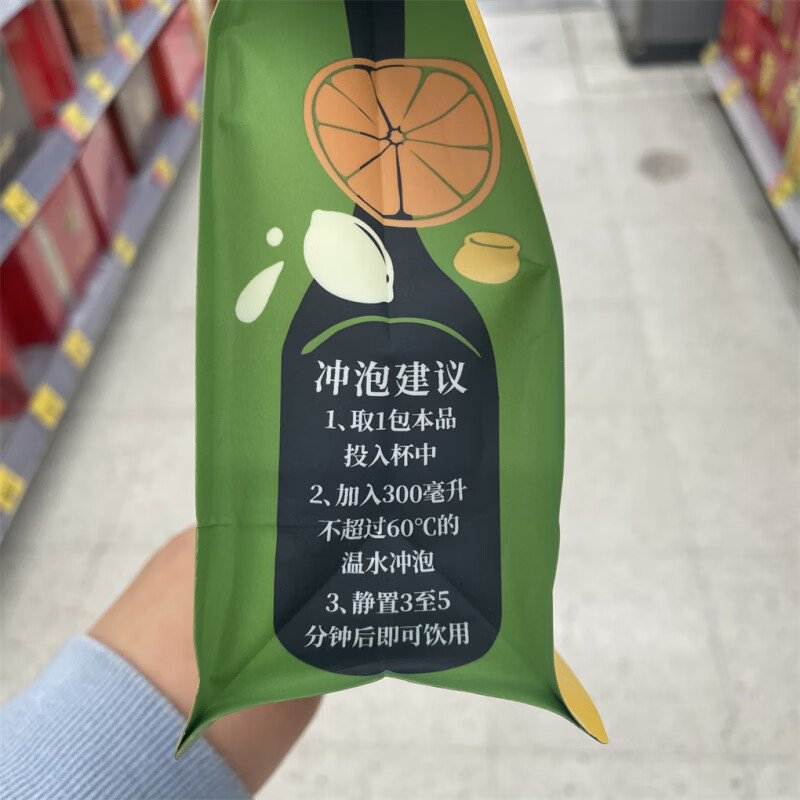 冲泡建议
1、取1包本品
投入杯中
2、加入300毫升
不超过60°C的
温水冲泡
3、静置3至5
分钟后即可饮用